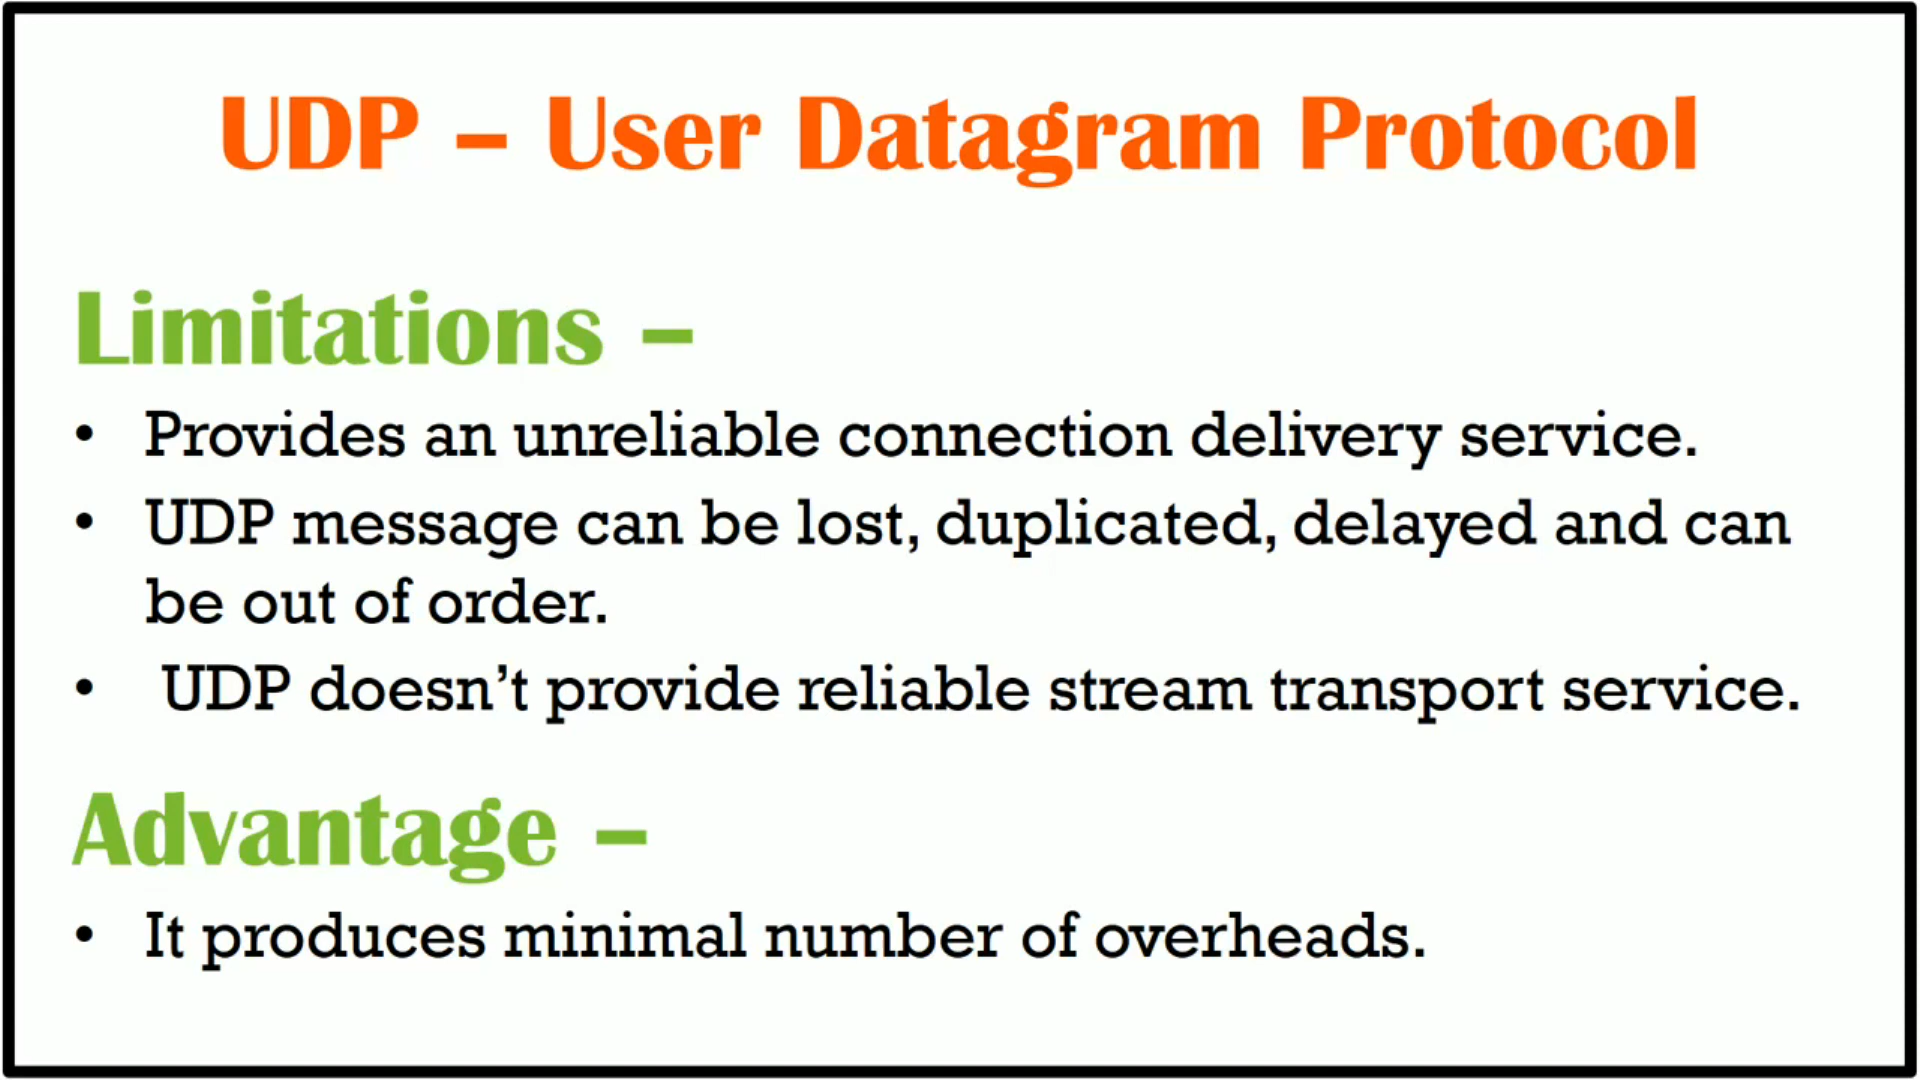 UDP – User Datagram Protocol
Limitations –
• Provides an unreliable connection delivery service.
• UDP message can be lost, duplicated, delayed and can
be out of order.
• UDP doesn’t provide reliable stream transport service.
Advantage –
• It produces minimal number of overheads.